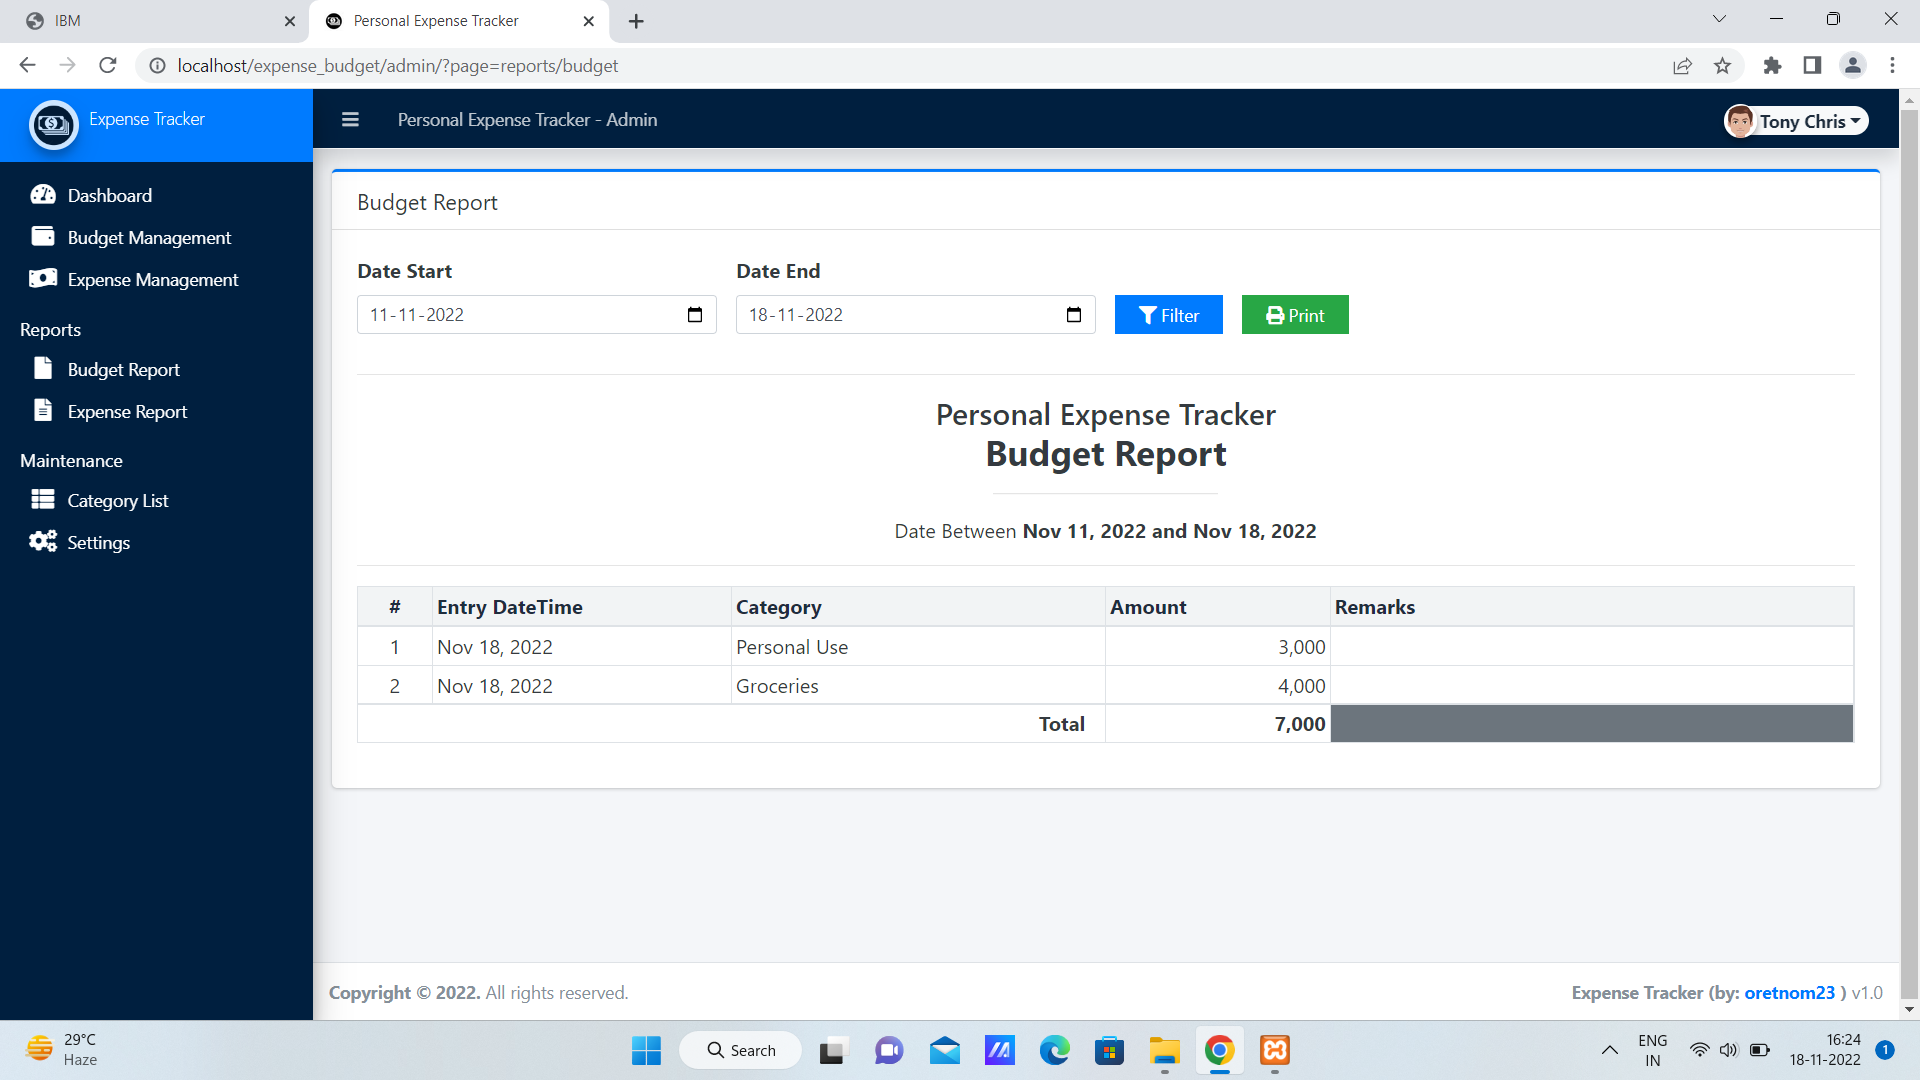 IBM
Personal Expense Tracker
localhost/expense_budget/admin/?page=reports/budget
Expense Tracker
Personal Expense Tracker - Admin
Tony Chris
Dashboard
Budget Management
Expense Management
Reports
Budget Report
Expense Report
Maintenance
Category List
Settings
Budget Report
Date Start
Date End
11-11-2022
18-11-2022
Filter
Print
Personal Expense Tracker
Budget Report
Date Between Nov 11, 2022 and Nov 18, 2022
# Entry DateTime Category Amount Remarks
1 Nov 18, 2022 Personal Use 3,000
2 Nov 18, 2022 Groceries 4,000
Total 7,000
Copyright © 2022. All rights reserved.
Expense Tracker (by: oretnom23 ) v1.0
29°C
Haze
Search
ENG
IN
16:24
18-11-2022
1